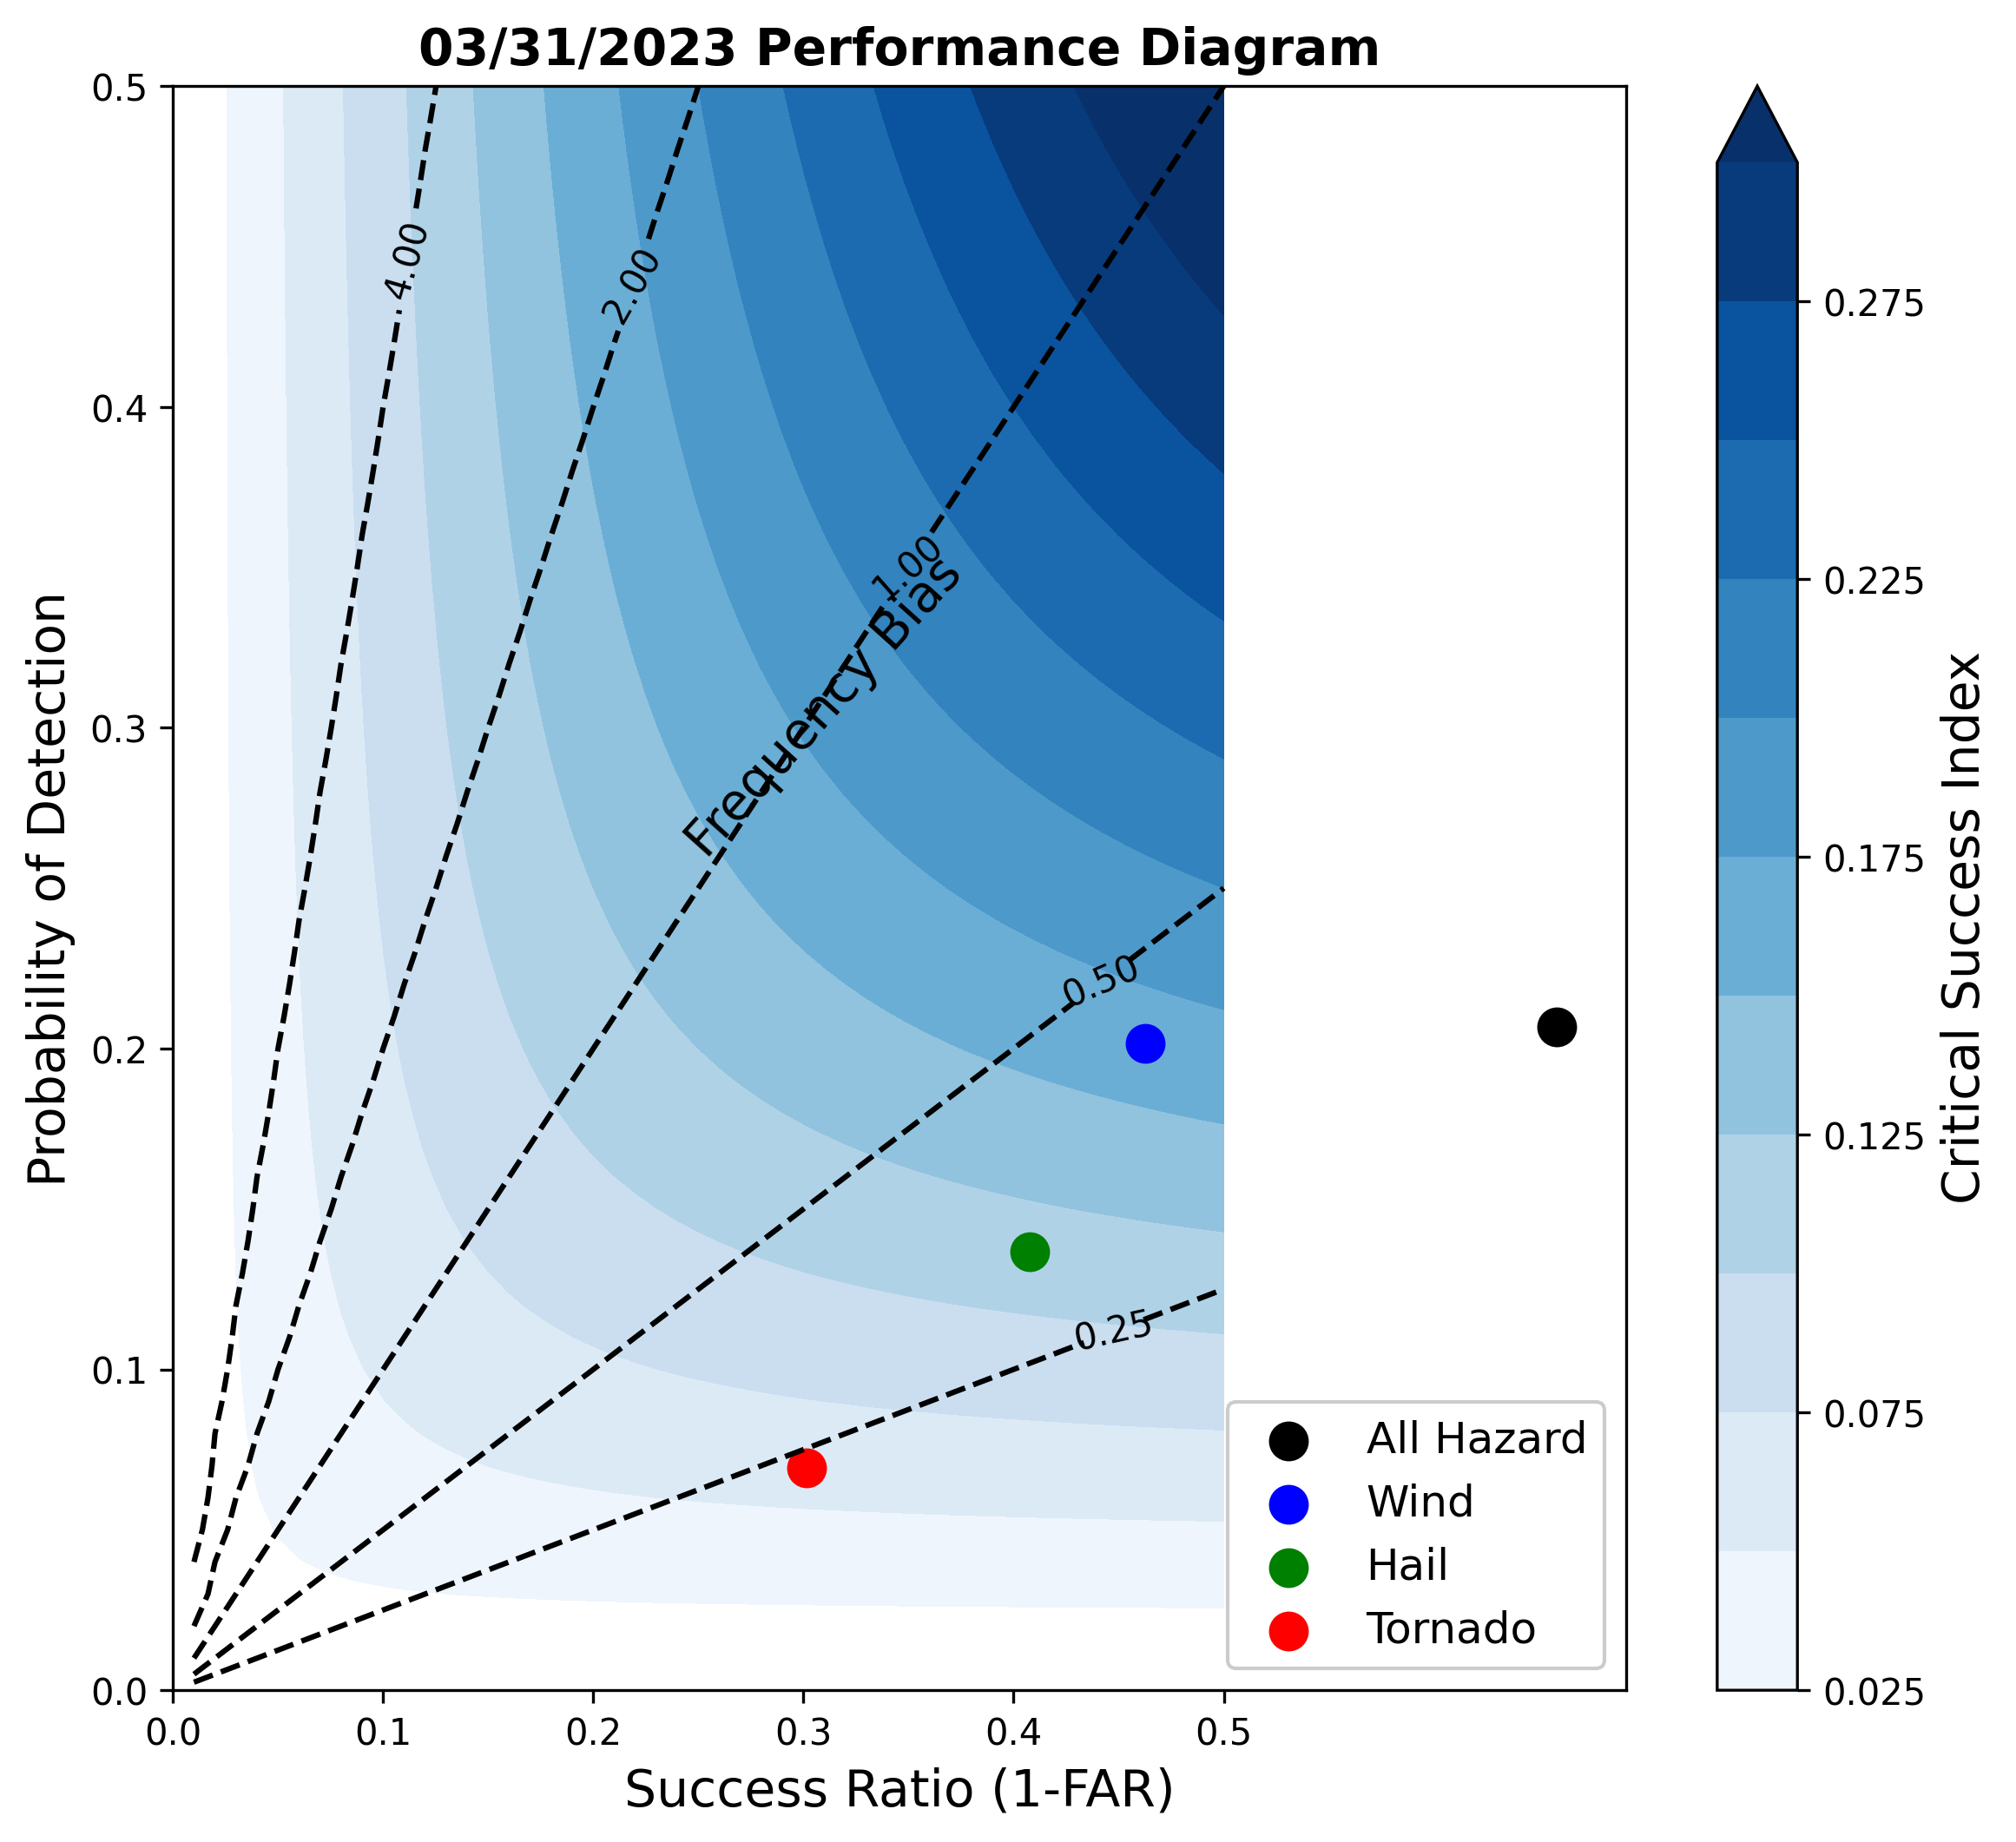 03/31/2023 Performance Diagram
0.5
0.4
0.3
0.2
0.1
0.0
Probability of Detection
4.00
2.00
1.00
Frequency Bias
0.50
0.25
All Hazard
Wind
Hail
Tornado
0.0 0.1 0.2 0.3 0.4 0.5
Success Ratio (1-FAR)
0.275
0.225
0.175
0.125
0.075
0.025
Critical Success Index